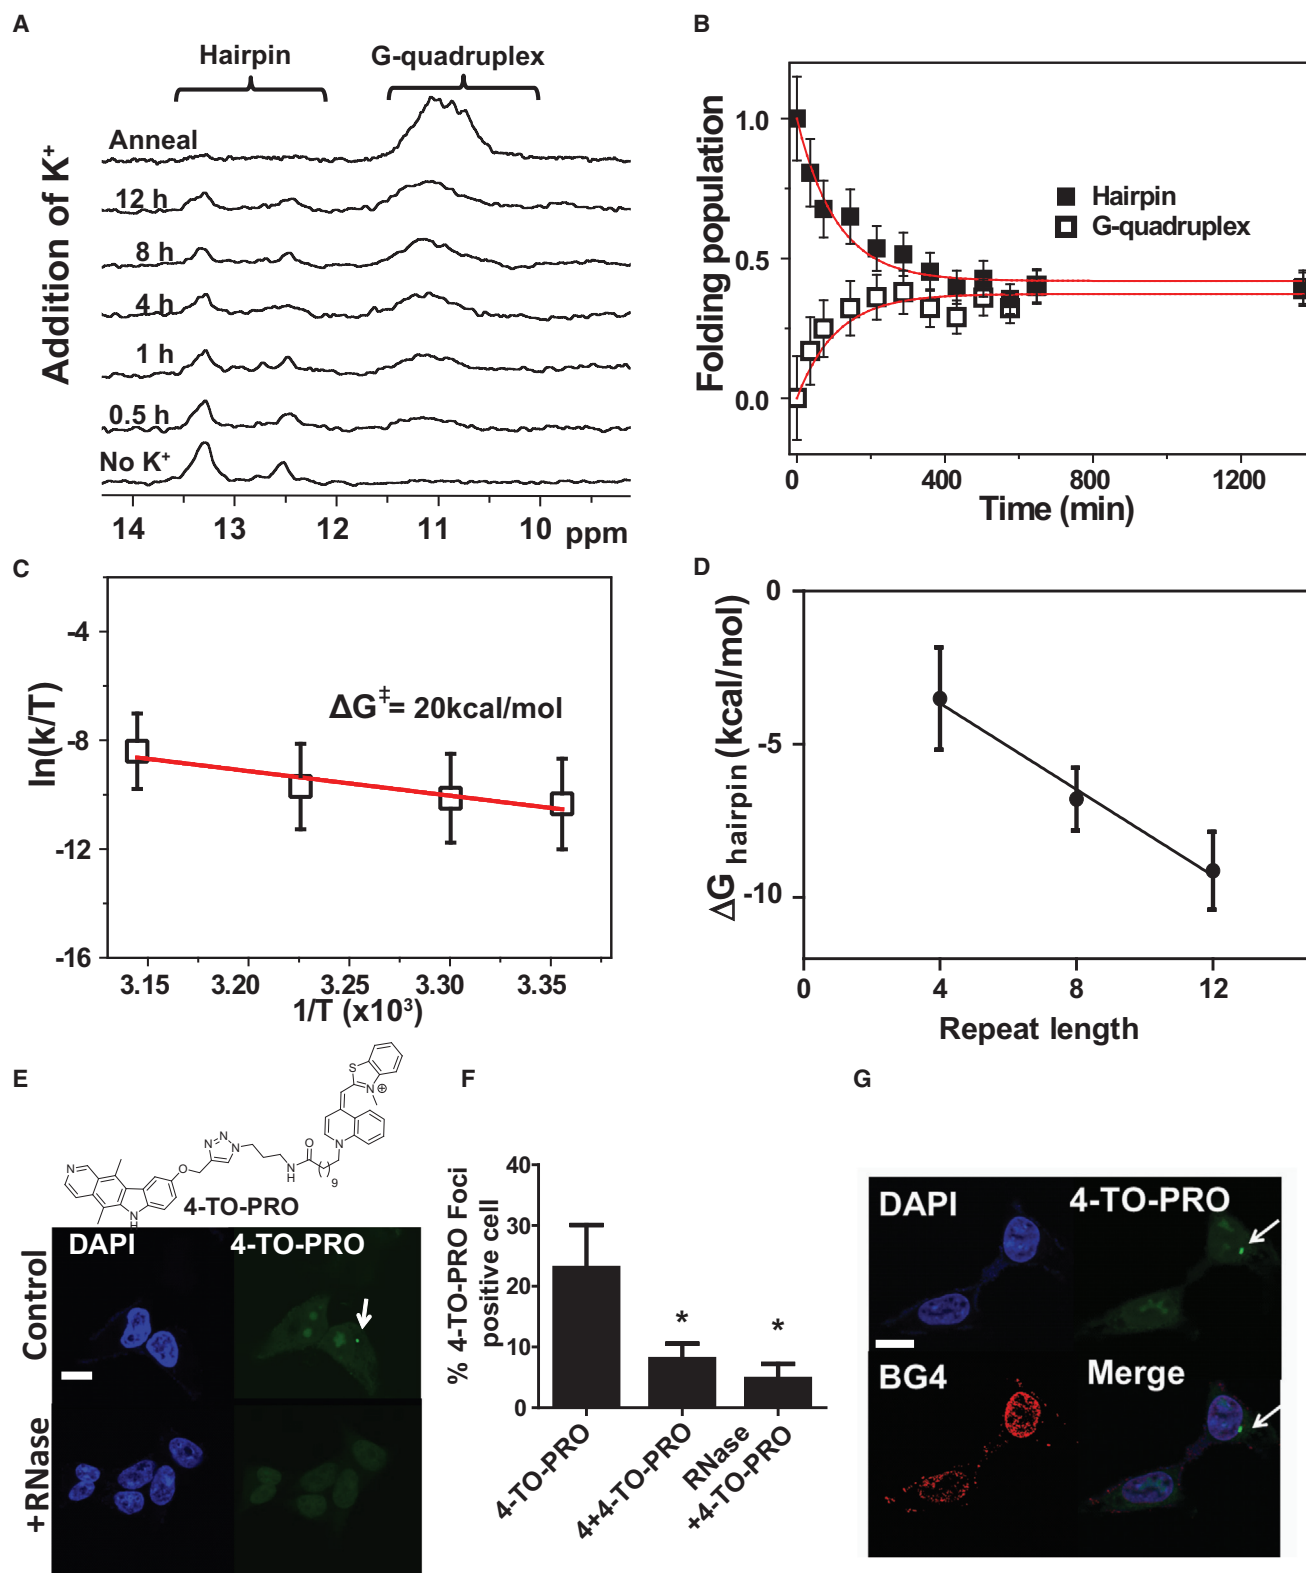 A
Hairpin
G-quadruplex
Addition of K⁺
Anneal
12 h
8 h
4 h
1 h
0.5 h
No K⁺
14 13 12 11 10 ppm
B
Folding population
1.0
0.5
0.0
Hairpin
G-quadruplex
0 400 800 1200
Time (min)
C
ln(k/T)
-4
-8
-12
-16
ΔG‡= 20kcal/mol
3.15 3.20 3.25 3.30 3.35
1/T (x10³)
D
ΔG hairpin (kcal/mol)
0
-5
-10
0 4 8 12
Repeat length
E
S
N
⊕
N
N
N
N
O
N
H
O
9
N
N
H
4-TO-PRO
Control
+RNase
DAPI
4-TO-PRO
F
% 4-TO-PRO Foci
positive cell
40
30
20
10
0
*
*
4-TO-PRO
4+4-TO-PRO
RNase
+4-TO-PRO
G
DAPI
4-TO-PRO
BG4
Merge